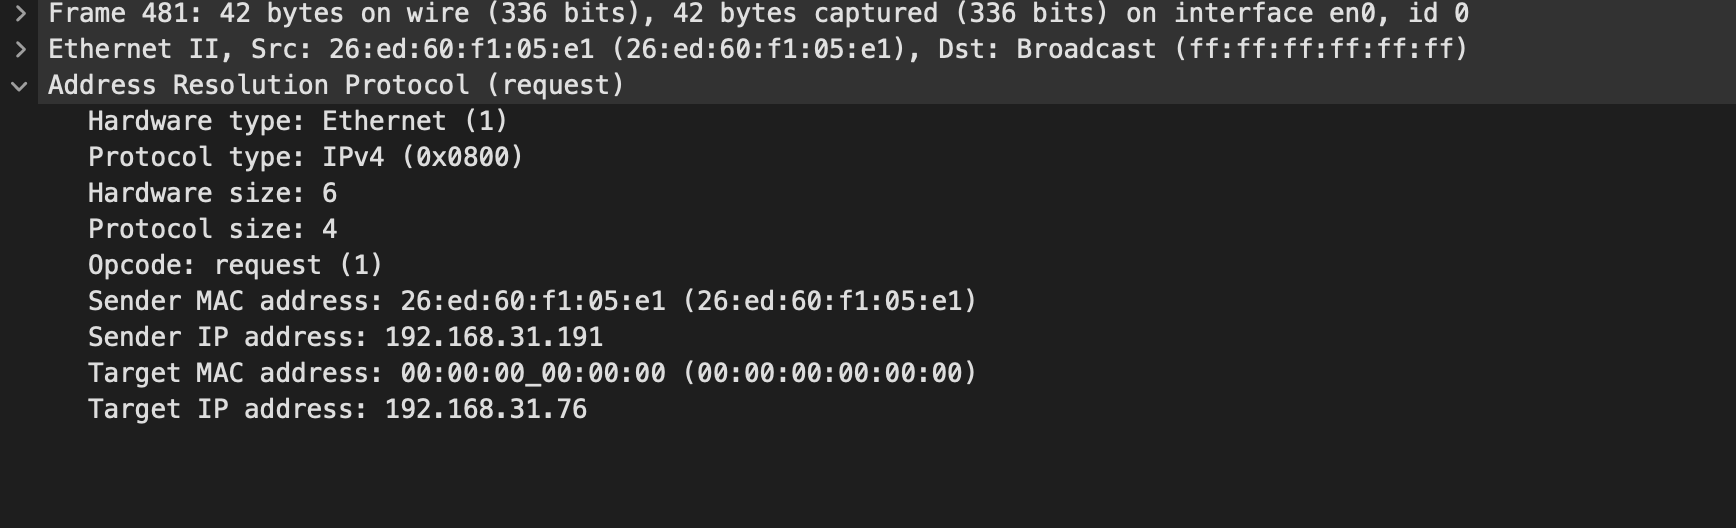 Frame 481: 42 bytes on wire (336 bits), 42 bytes captured (336 bits) on interface en0, id 0
Ethernet II, Src: 26:ed:60:f1:05:e1 (26:ed:60:f1:05:e1), Dst: Broadcast (ff:ff:ff:ff:ff:ff)
Address Resolution Protocol (request)
Hardware type: Ethernet (1)
Protocol type: IPv4 (0x0800)
Hardware size: 6
Protocol size: 4
Opcode: request (1)
Sender MAC address: 26:ed:60:f1:05:e1 (26:ed:60:f1:05:e1)
Sender IP address: 192.168.31.191
Target MAC address: 00:00:00_00:00:00 (00:00:00:00:00:00)
Target IP address: 192.168.31.76